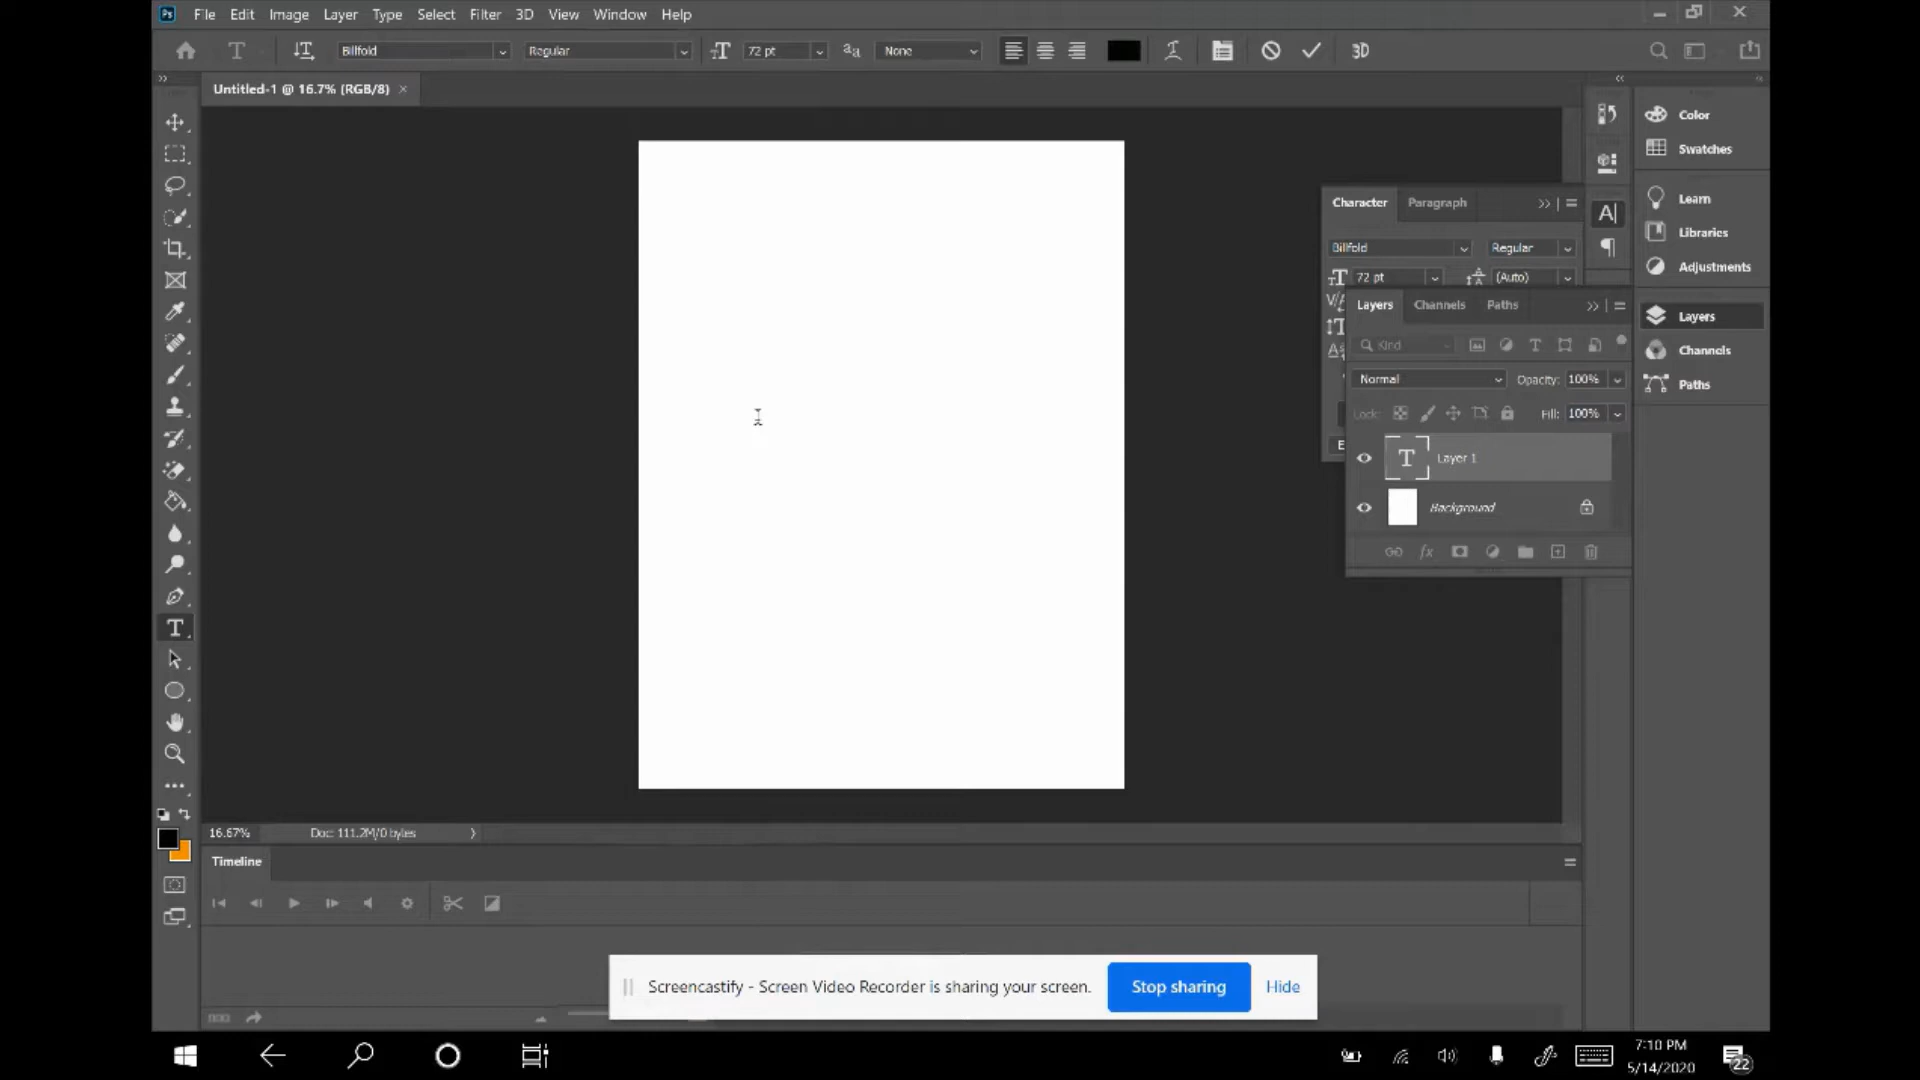 Ps File Edit Image Layer Type Select Filter 3D View Window Help
T Billfold Regular 72 pt None 3D
Untitled-1 @ 16.7% (RGB/8) ×
Color
Swatches
Learn
Libraries
Adjustments
Layers
Channels
Paths
Character Paragraph
Billfold Regular
72 pt (Auto)
Layers Channels Paths
Kind
Normal Opacity: 100%
Lock: Fill: 100%
T Layer 1
Background
fx
16.67% Doc: 111.2M/0 bytes
Timeline
Screencastify - Screen Video Recorder is sharing your screen. Stop sharing Hide
7:10 PM
5/14/2020
22